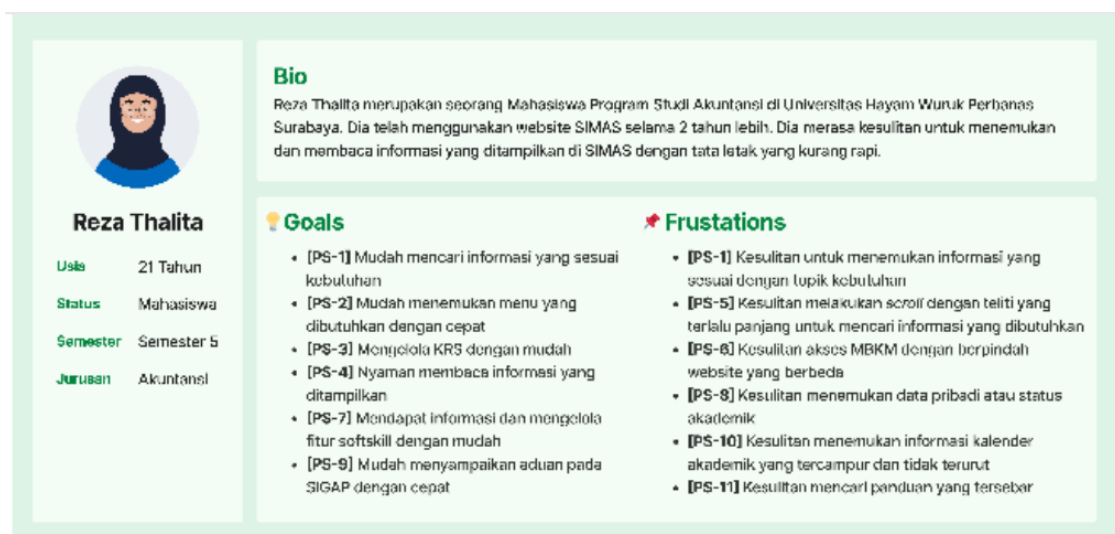 Reza Thalita
Usia 21 Tahun
Status Mahasiswa
Semester Semester 5
Jurusan Akuntansi
Bio
Reza Thalita merupakan seorang Mahasiswa Program Studi Akuntansi di Universitas Hayam Wuruk Perbanas
Surabaya. Dia telah menggunakan website SIMAS selama 2 tahun lebih. Dia merasa kesulitan untuk menemukan
dan membaca informasi yang ditampilkan di SIMAS dengan tata letak yang kurang rapi.
Goals
• [PS-1] Mudah mencari informasi yang sesuai
kebutuhan
• [PS-2] Mudah menemukan menu yang
dibutuhkan dengan cepat
• [PS-3] Mengelola KRS dengan mudah
• [PS-4] Nyaman membaca informasi yang
ditampilkan
• [PS-7] Mendapat informasi dan mengelola
fitur softskill dengan mudah
• [PS-9] Mudah menyampaikan aduan pada
SIGAP dengan cepat
Frustations
• [PS-1] Kesulitan untuk menemukan informasi yang
sesuai dengan topik kebutuhan
• [PS-5] Kesulitan melakukan scroll dengan teliti yang
terlalu panjang untuk mencari informasi yang dibutuhkan
• [PS-6] Kesulitan akses MBKM dengan berpindah
website yang berbeda
• [PS-8] Kesulitan menemukan data pribadi atau status
akademik
• [PS-10] Kesulitan menemukan informasi kalender
akademik yang tercampur dan tidak terurut
• [PS-11] Kesulitan mencari panduan yang tersebar